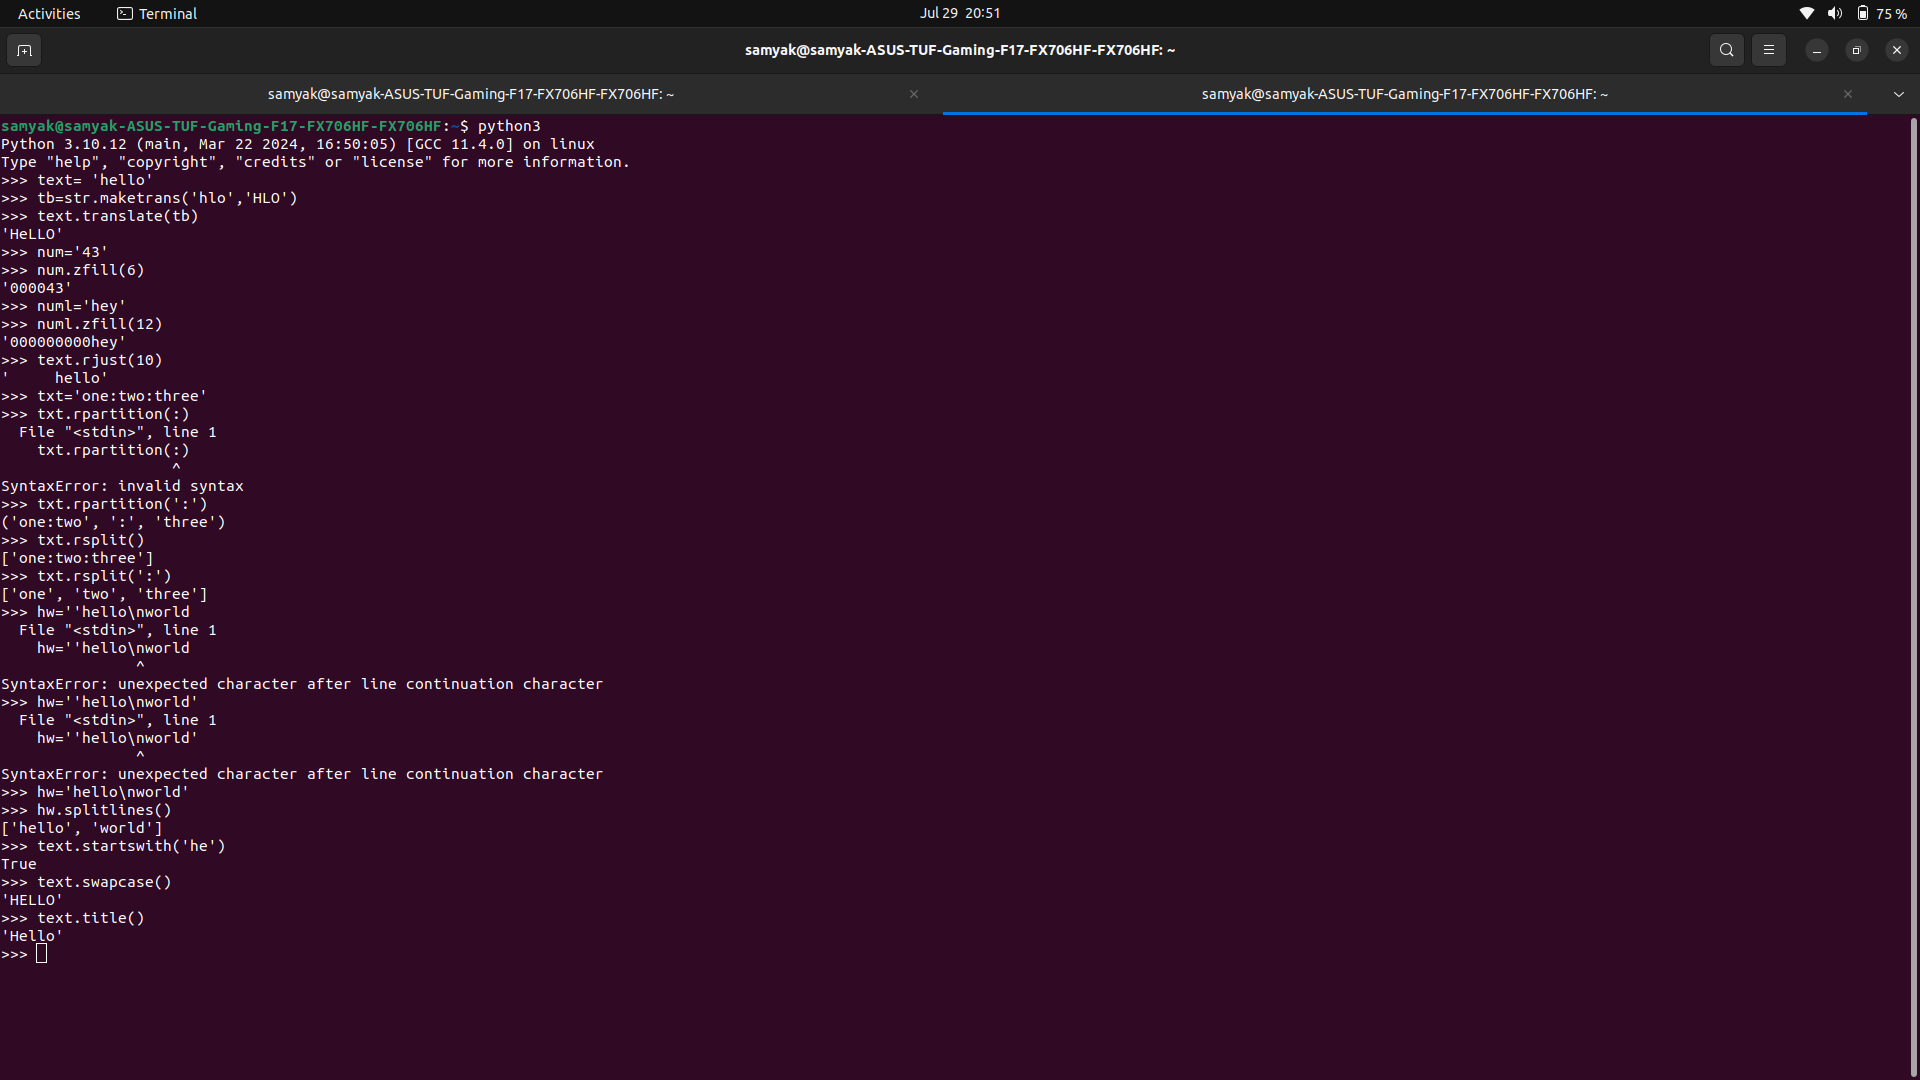 Activities Terminal Jul 29 20:51 75 %
samyak@samyak-ASUS-TUF-Gaming-F17-FX706HF-FX706HF: ~
samyak@samyak-ASUS-TUF-Gaming-F17-FX706HF-FX706HF: ~ samyak@samyak-ASUS-TUF-Gaming-F17-FX706HF-FX706HF: ~
samyak@samyak-ASUS-TUF-Gaming-F17-FX706HF-FX706HF:~$ python3
Python 3.10.12 (main, Mar 22 2024, 16:50:05) [GCC 11.4.0] on linux
Type "help", "copyright", "credits" or "license" for more information.
>>> text= 'hello'
>>> tb=str.maketrans('hlo','HLO')
>>> text.translate(tb)
'HeLLO'
>>> num='43'
>>> num.zfill(6)
'000043'
>>> numl='hey'
>>> numl.zfill(12)
'000000000hey'
>>> text.rjust(10)
'     hello'
>>> txt='one:two:three'
>>> txt.rpartition(:)
  File "<stdin>", line 1
    txt.rpartition(:)
                   ^
SyntaxError: invalid syntax
>>> txt.rpartition(':')
('one:two', ':', 'three')
>>> txt.rsplit()
['one:two:three']
>>> txt.rsplit(':')
['one', 'two', 'three']
>>> hw=''hello\nworld
  File "<stdin>", line 1
    hw=''hello\nworld
               ^
SyntaxError: unexpected character after line continuation character
>>> hw=''hello\nworld'
  File "<stdin>", line 1
    hw=''hello\nworld'
               ^
SyntaxError: unexpected character after line continuation character
>>> hw='hello\nworld'
>>> hw.splitlines()
['hello', 'world']
>>> text.startswith('he')
True
>>> text.swapcase()
'HELLO'
>>> text.title()
'Hello'
>>>